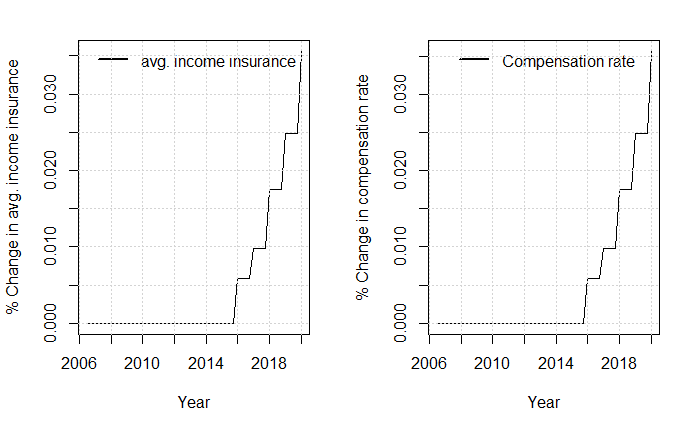 % Change in avg. income insurance
0.000 0.010 0.020 0.030
avg. income insurance
2006 2010 2014 2018
Year
% Change in compensation rate
0.000 0.010 0.020 0.030
Compensation rate
2006 2010 2014 2018
Year